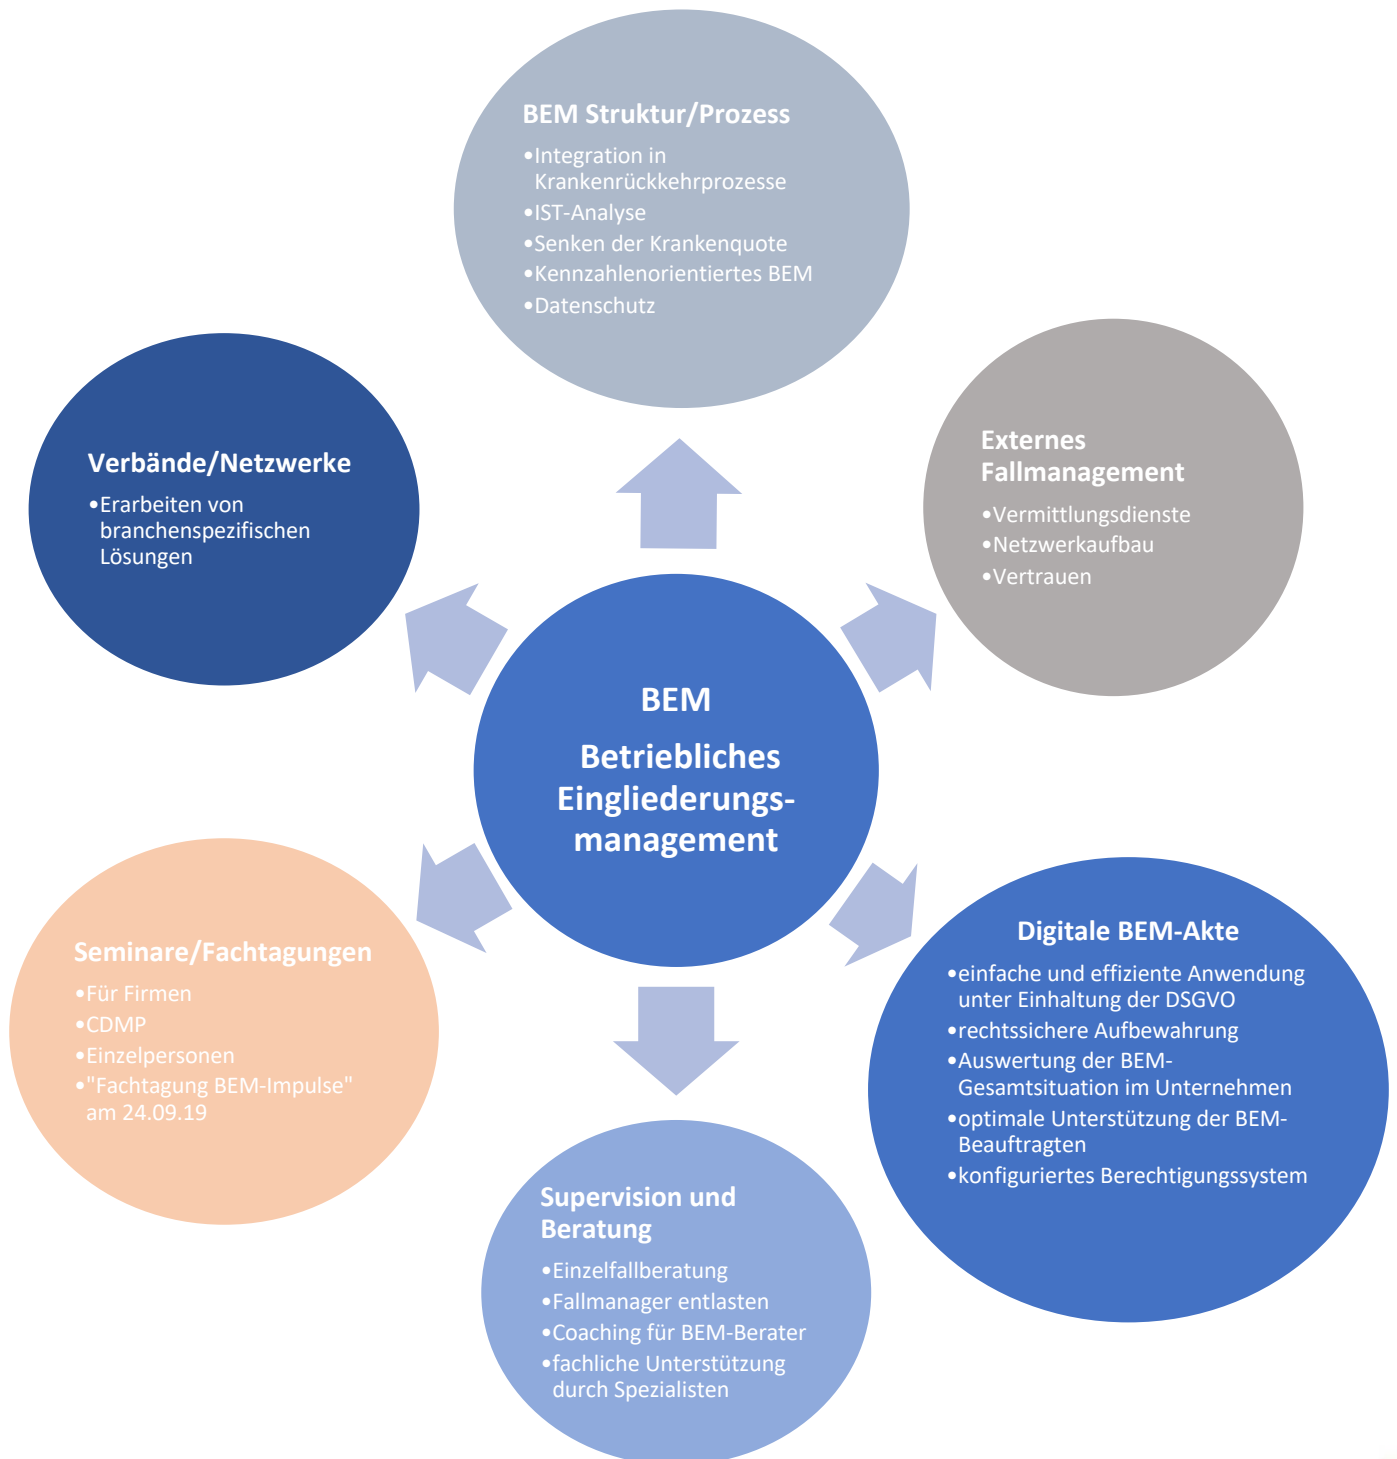 BEM Struktur/Prozess
•Integration in
Krankenrückkehrprozesse
•IST-Analyse
•Senken der Krankenquote
•Kennzahlenorientiertes BEM
•Datenschutz
Externes
Fallmanagement
•Vermittlungsdienste
•Netzwerkaufbau
•Vertrauen
Verbände/Netzwerke
•Erarbeiten von
branchenspezifischen
Lösungen
BEM
Betriebliches
Eingliederungs-
management
Digitale BEM-Akte
•einfache und effiziente Anwendung
unter Einhaltung der DSGVO
•rechtssichere Aufbewahrung
•Auswertung der BEM-
Gesamtsituation im Unternehmen
•optimale Unterstützung der BEM-
Beauftragten
•konfiguriertes Berechtigungssystem
Seminare/Fachtagungen
•Für Firmen
•CDMP
•Einzelpersonen
•"Fachtagung BEM-Impulse"
am 24.09.19
Supervision und
Beratung
•Einzelfallberatung
•Fallmanager entlasten
•Coaching für BEM-Berater
•fachliche Unterstützung
durch Spezialisten